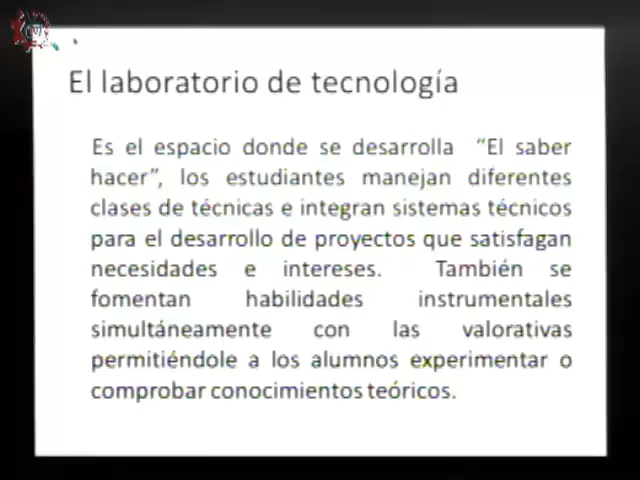 El laboratorio de tecnología
Es el espacio donde se desarrolla “El saber
hacer”, los estudiantes manejan diferentes
clases de técnicas e integran sistemas técnicos
para el desarrollo de proyectos que satisfagan
necesidades e intereses. También se
fomentan habilidades instrumentales
simultáneamente con las valorativas
permitiéndole a los alumnos experimentar o
comprobar conocimientos teóricos.